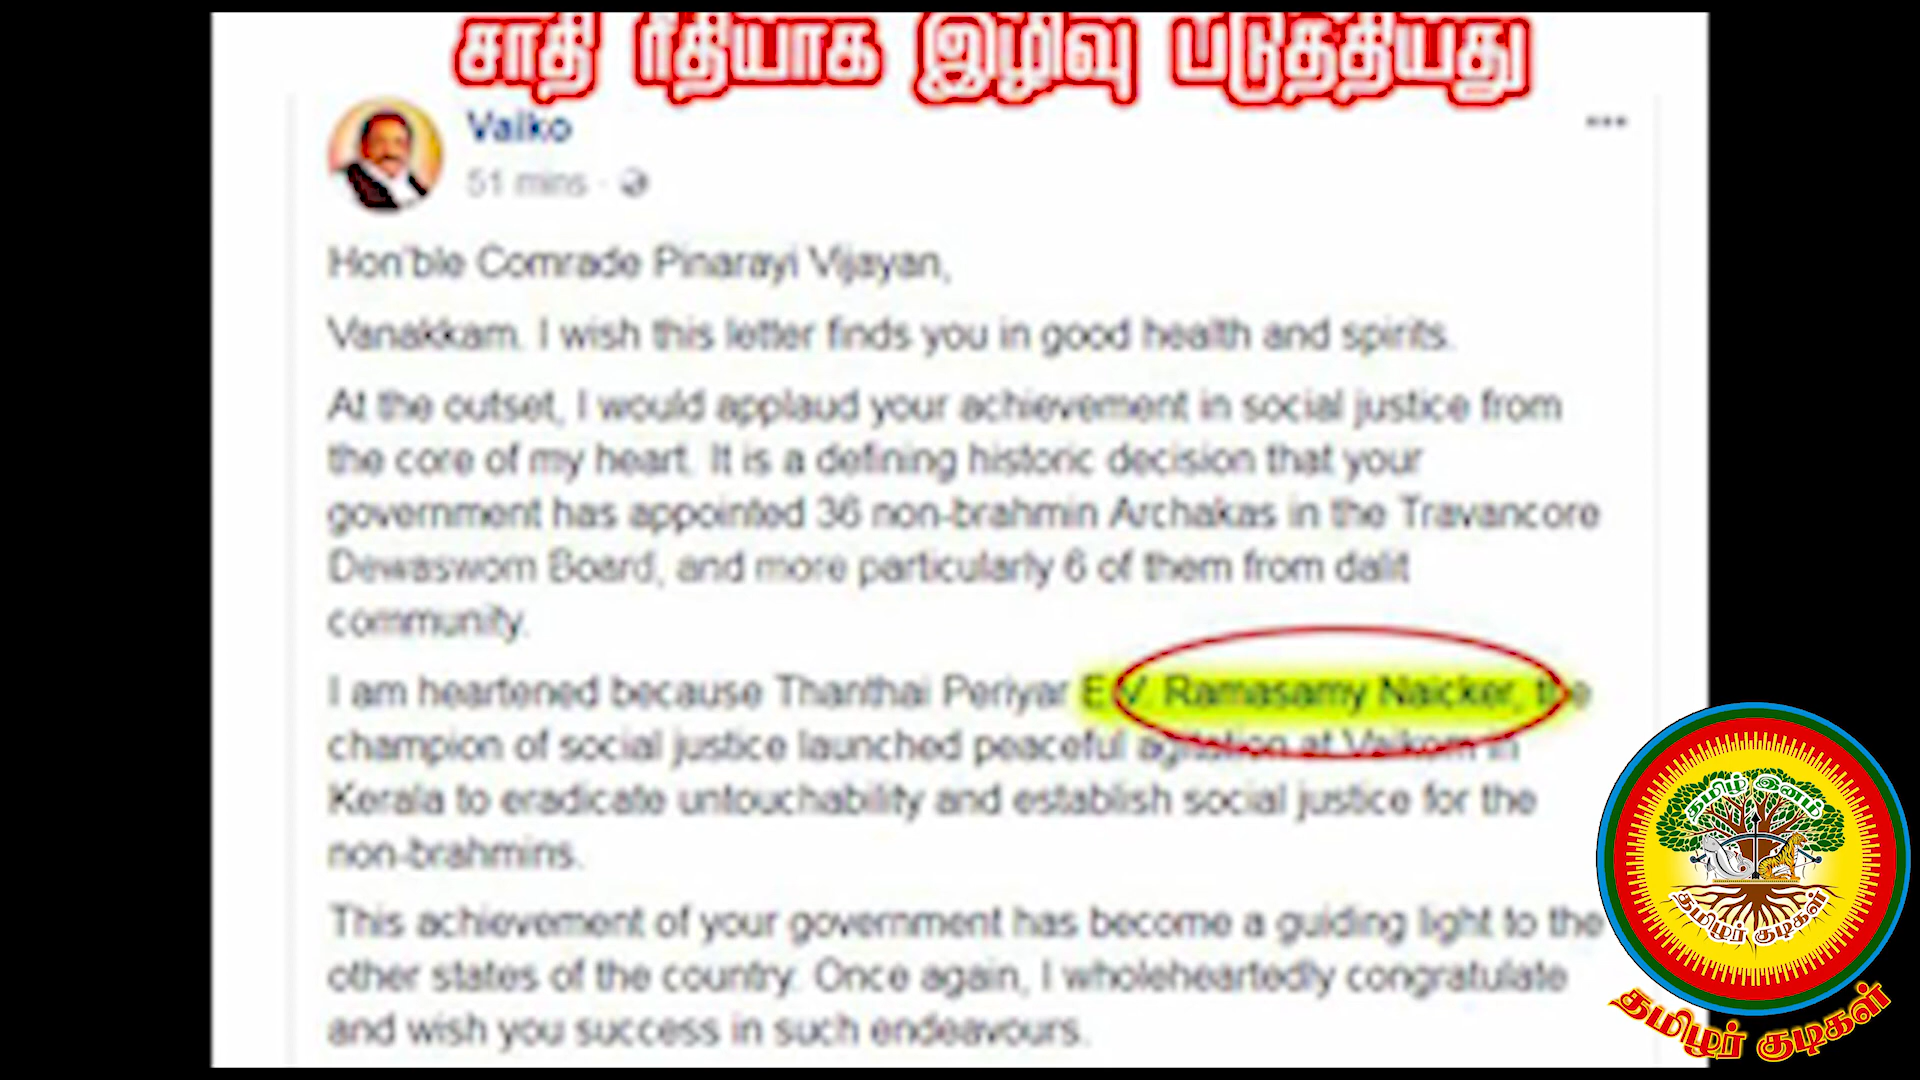 சாதி ரீதியாக இழிவு படுத்தியது
Vaiko
51 mins ·
Hon'ble Comrade Pinarayi Vijayan,
Vanakkam. I wish this letter finds you in good health and spirits.
At the outset, I would applaud your achievement in social justice from
the core of my heart. It is a defining historic decision that your
government has appointed 36 non-brahmin Archakas in the Travancore
Dewaswom Board, and more particularly 6 of them from dalit
community.
I am heartened because Thanthai Periyar E.V. Ramasamy Naicker, the
champion of social justice launched peaceful agitation at Vaikom in
Kerala to eradicate untouchability and establish social justice for the
non-brahmins.
This achievement of your government has become a guiding light to the
other states of the country. Once again, I wholeheartedly congratulate
and wish you success in such endeavours.
தமிழ் இனம்
தமிழர் குடிகள்
தமிழர் குடிகள்